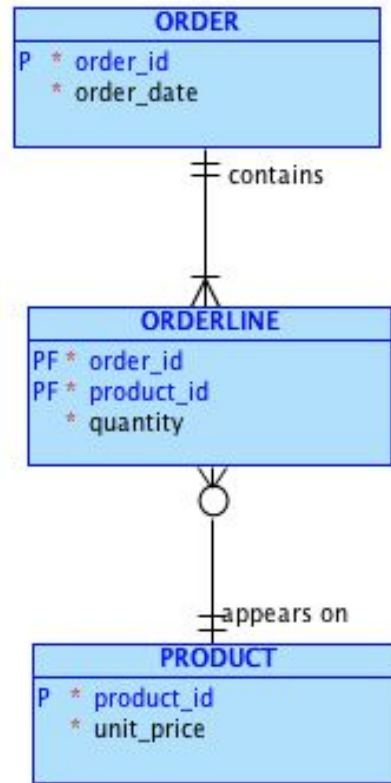 ORDER
P * order_id
* order_date
contains
ORDERLINE
PF * order_id
PF * product_id
* quantity
appears on
PRODUCT
P * product_id
* unit_price